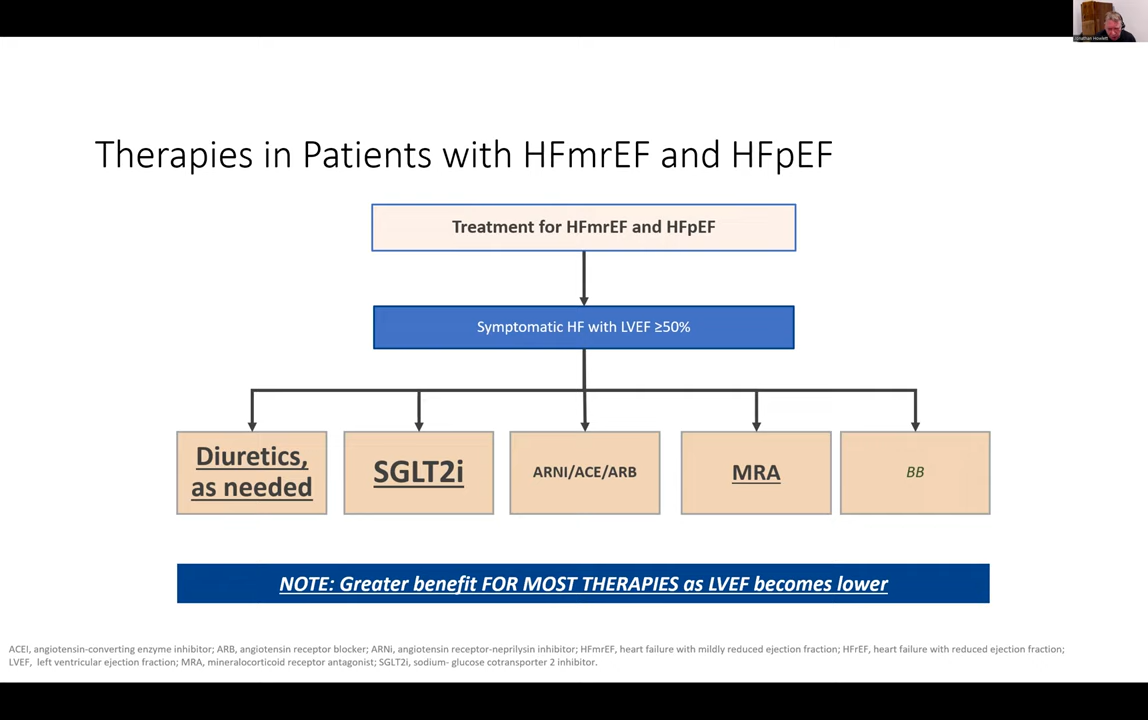 Jonathan Howlett
Therapies in Patients with HFmrEF and HFpEF
Treatment for HFmrEF and HFpEF
Symptomatic HF with LVEF ≥50%
Diuretics,
as needed
SGLT2i
ARNI/ACE/ARB
MRA
BB
NOTE: Greater benefit FOR MOST THERAPIES as LVEF becomes lower
ACEI, angiotensin-converting enzyme inhibitor; ARB, angiotensin receptor blocker; ARNi, angiotensin receptor-neprilysin inhibitor; HFmrEF, heart failure with mildly reduced ejection fraction; HFrEF, heart failure with reduced ejection fraction;
LVEF, left ventricular ejection fraction; MRA, mineralocorticoid receptor antagonist; SGLT2i, sodium- glucose cotransporter 2 inhibitor.